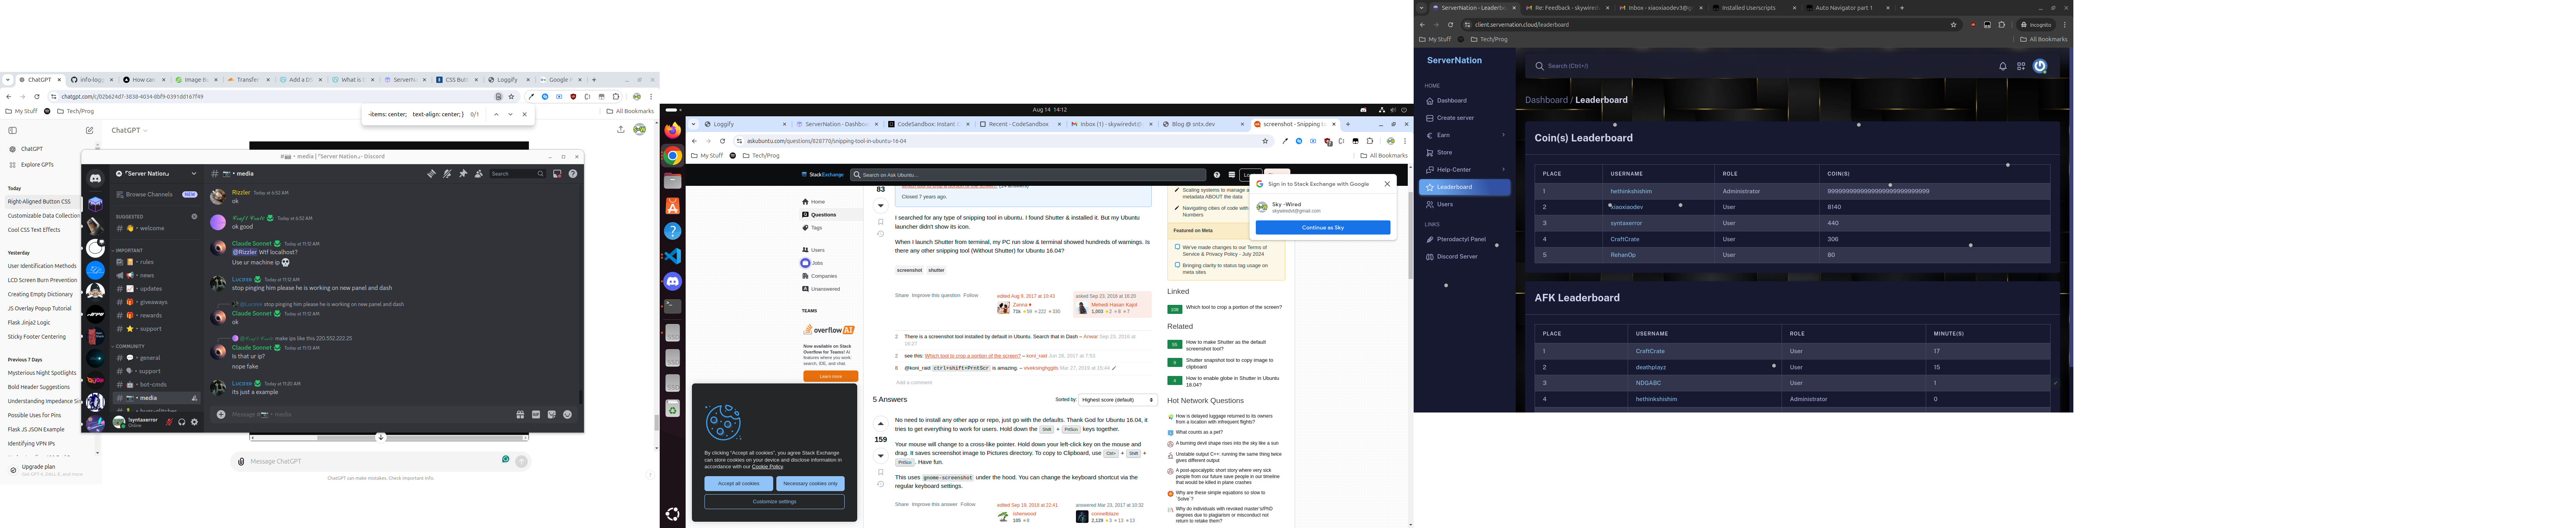 ChatGPT
info-logg
How can
Image B
Transfer
Add a DS
What is D
ServerNa
CSS Butt
Loggify
Google
chatgpt.com/c/02b624d7-3838-4034-8bf9-0391dd167f49
My Stuff
Tech/Prog
All Bookmarks
-items: center; text-align: center; }
0/1
ChatGPT
ChatGPT
Explore GPTs
Today
Right-Aligned Button CSS
Customizable Data Collection
Cool CSS Text Effects
Yesterday
User Identification Methods
LCD Screen Burn Prevention
Creating Empty Dictionary
JS Overlay Popup Tutorial
Flask Jinja2 Logic
Sticky Footer Centering
Previous 7 Days
Mysterious Night Spotlights
Bold Header Suggestions
Understanding Impedance Se
Possible Uses for Pins
Flask JS JSON Example
Identifying VPN IPs
Upgrade plan
Message ChatGPT
ChatGPT can make mistakes. Check important info.
media | 「Server Nation」 - Discord
「Server Nation」
media
Search
Browse Channels
SUGGESTED
welcome
IMPORTANT
rules
news
updates
giveaways
rewards
support
COMMUNITY
general
support
bot-cmds
media
!syntaxerror
Online
Rizzler Today at 6:02 AM
ok
Today at 6:52 AM
ok good
Claude Sonnet Today at 11:12 AM
@Rizzler Wtf localhost?
Use ur machine ip
Today at 11:12 AM
stop pinging him please he is working on new panel and dash
stop pinging him please he is working on new panel and dash
Claude Sonnet Today at 11:12 AM
ok
make ips like this 220.552.222.25
Claude Sonnet Today at 11:13 AM
Is that ur ip?
nope fake
Today at 11:20 AM
its just a example
Message # media
Aug 14 14:12
Loggify
ServerNation - Dashboa
CodeSandbox: Instant C
Recent - CodeSandbox
Inbox (1) - skywiredvt@
Blog @ sntx.dev
screenshot - Snipping t
askubuntu.com/questions/828770/snipping-tool-in-ubuntu-16-04
My Stuff
Tech/Prog
All Bookmarks
StackExchange
Search on Ask Ubuntu...
Sign in to Stack Exchange with Google
Sky -Wired
skywiredvt@gmail.com
Continue as Sky
Home
Questions
Tags
Users
Jobs
Companies
Unanswered
TEAMS
overflow AI
Now available on Stack
Overflow for Teams! AI
features where you work:
search, IDE, and chat.
Learn more
83
Closed 7 years ago.
I searched for any type of snipping tool in ubuntu. I found Shutter & installed it. But my Ubuntu
launcher didn't show its icon.
When I launch Shutter from terminal, my PC run slow & terminal showed hundreds of warnings. Is
there any other snipping tool (Without Shutter) for Ubuntu 16.04?
screenshot shutter
Share Improve this question Follow
edited Aug 9, 2017 at 10:43
Zanna
71k 59 222 330
asked Sep 23, 2016 at 16:20
Mehedi Hasan Kajol
1,003 2 8 7
2 There is a screenshot tool installed by default in Ubuntu. Search that in Dash – Anwar Sep 23, 2016 at
16:27
2 see this: Which tool to crop a portion of the screen? – koni_raid Jun 28, 2017 at 7:53
8 @koni_raid ctrl+shift+PrntScr is amazing. – viveksinghggits Mar 27, 2019 at 15:44
Add a comment
5 Answers
Sorted by: Highest score (default)
159
No need to install any other app or repo, just go with the defaults. Thank God for Ubuntu 16.04, it
tries to get everything to work for users. Hold down the Shift + PrtScn keys together.
Your mouse will change to a cross-like pointer. Hold down your left-click key on the mouse and
drag. It saves screenshot image to Pictures directory. To copy to Clipboard, use Ctrl + Shift +
PrtScn. Have fun.
This uses gnome-screenshot under the hood. You can change the keyboard shortcut via the
regular keyboard settings.
Share Improve this answer Follow
edited Sep 19, 2018 at 22:41
isherwood
105 8
answered Mar 23, 2017 at 10:32
connetblaze
2,129 3 13 13
By clicking "Accept all cookies", you agree Stack Exchange
can store cookies on your device and disclose information in
accordance with our Cookie Policy.
Accept all cookies
Necessary cookies only
Customize settings
Scaling systems to manage a
metadata ABOUT the data
Navigating cities of code with
Numbers
Featured on Meta
We've made changes to our Terms of
Service & Privacy Policy - July 2024
Bringing clarity to status tag usage on
meta sites
Linked
Which tool to crop a portion of the screen?
Related
How to make Shutter as the default
screenshot tool?
Shutter snapshot tool to copy image to
clipboard
How to enable globe in Shutter in Ubuntu
18.04?
Hot Network Questions
How is delayed luggage returned to its owners
from a location with infrequent flights?
What counts as a pet?
A burning devil shape rises into the sky like a sun
Unstable output C++: running the same thing twice
gives different output
A post-apocalyptic short story where very sick
people from our future save people in our timeline
that would be killed in plane crashes
Why are these simple equations so slow to
`Solve`?
Why do individuals with revoked master's/PhD
degrees due to plagiarism or misconduct not
return to retake them?
ServerNation - Leaderbo
Re: Feedback - skywired
Inbox - xiaoxiaodev3@g
Installed Userscripts
Auto Navigator part 1
client.servernation.cloud/leaderboard
Incognito
My Stuff
Tech/Prog
All Bookmarks
ServerNation
HOME
Dashboard
Create server
Earn
Store
Help-Center
Leaderboard
Users
LINKS
Pterodactyl Panel
Discord Server
Search (Ctrl+/)
Dashboard / Leaderboard
Coin(s) Leaderboard
PLACE USERNAME ROLE COIN(S)
1 hethinkshishim Administrator
2 xiaoxiaodev User 8140
3 syntaxerror User 440
4 CraftCrate User 306
5 RehanOp User 80
AFK Leaderboard
PLACE USERNAME ROLE MINUTE(S)
1 CraftCrate User 17
2 deathplayz User 15
3 NDGABC User 1
4 hethinkshishim Administrator 0